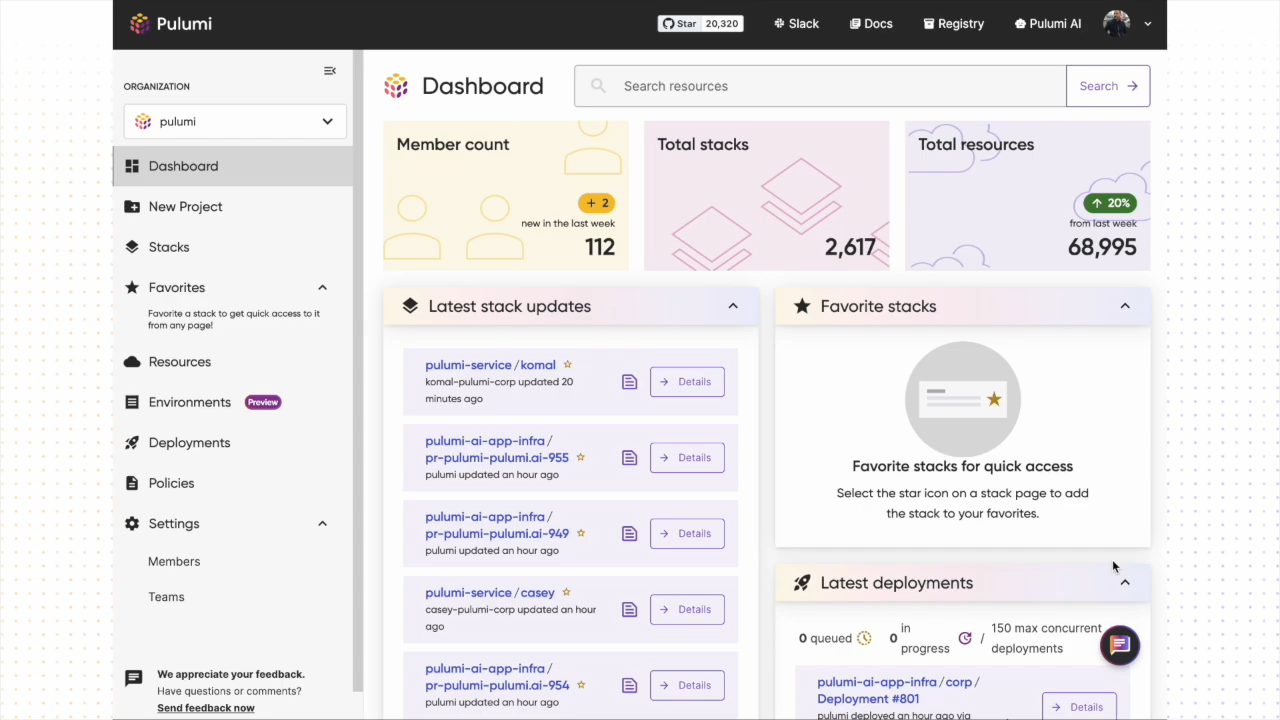 Pulumi
Star 20,320
Slack
Docs
Registry
Pulumi AI
ORGANIZATION
pulumi
Dashboard
New Project
Stacks
Favorites
Favorite a stack to get quick access to it
from any page!
Resources
Environments Preview
Deployments
Policies
Settings
Members
Teams
We appreciate your feedback.
Have questions or comments?
Send feedback now
Dashboard
Search resources
Search
Member count
+ 2
new in the last week
112
Total stacks
2,617
Total resources
20%
from last week
68,995
Latest stack updates
pulumi-service / komal
komal-pulumi-corp updated 20
minutes ago
Details
pulumi-ai-app-infra /
pr-pulumi-pulumi.ai-955
pulumi updated an hour ago
Details
pulumi-ai-app-infra /
pr-pulumi-pulumi.ai-949
pulumi updated an hour ago
Details
pulumi-service / casey
casey-pulumi-corp updated an hour
ago
Details
pulumi-ai-app-infra /
pr-pulumi-pulumi.ai-954
pulumi updated an hour ago
Details
Favorite stacks
Favorite stacks for quick access
Select the star icon on a stack page to add
the stack to your favorites.
Latest deployments
0 queued
0 in
progress
/ 150 max concurrent
deployments
pulumi-ai-app-infra / corp /
Deployment #801
pulumi deployed an hour ago via
Details